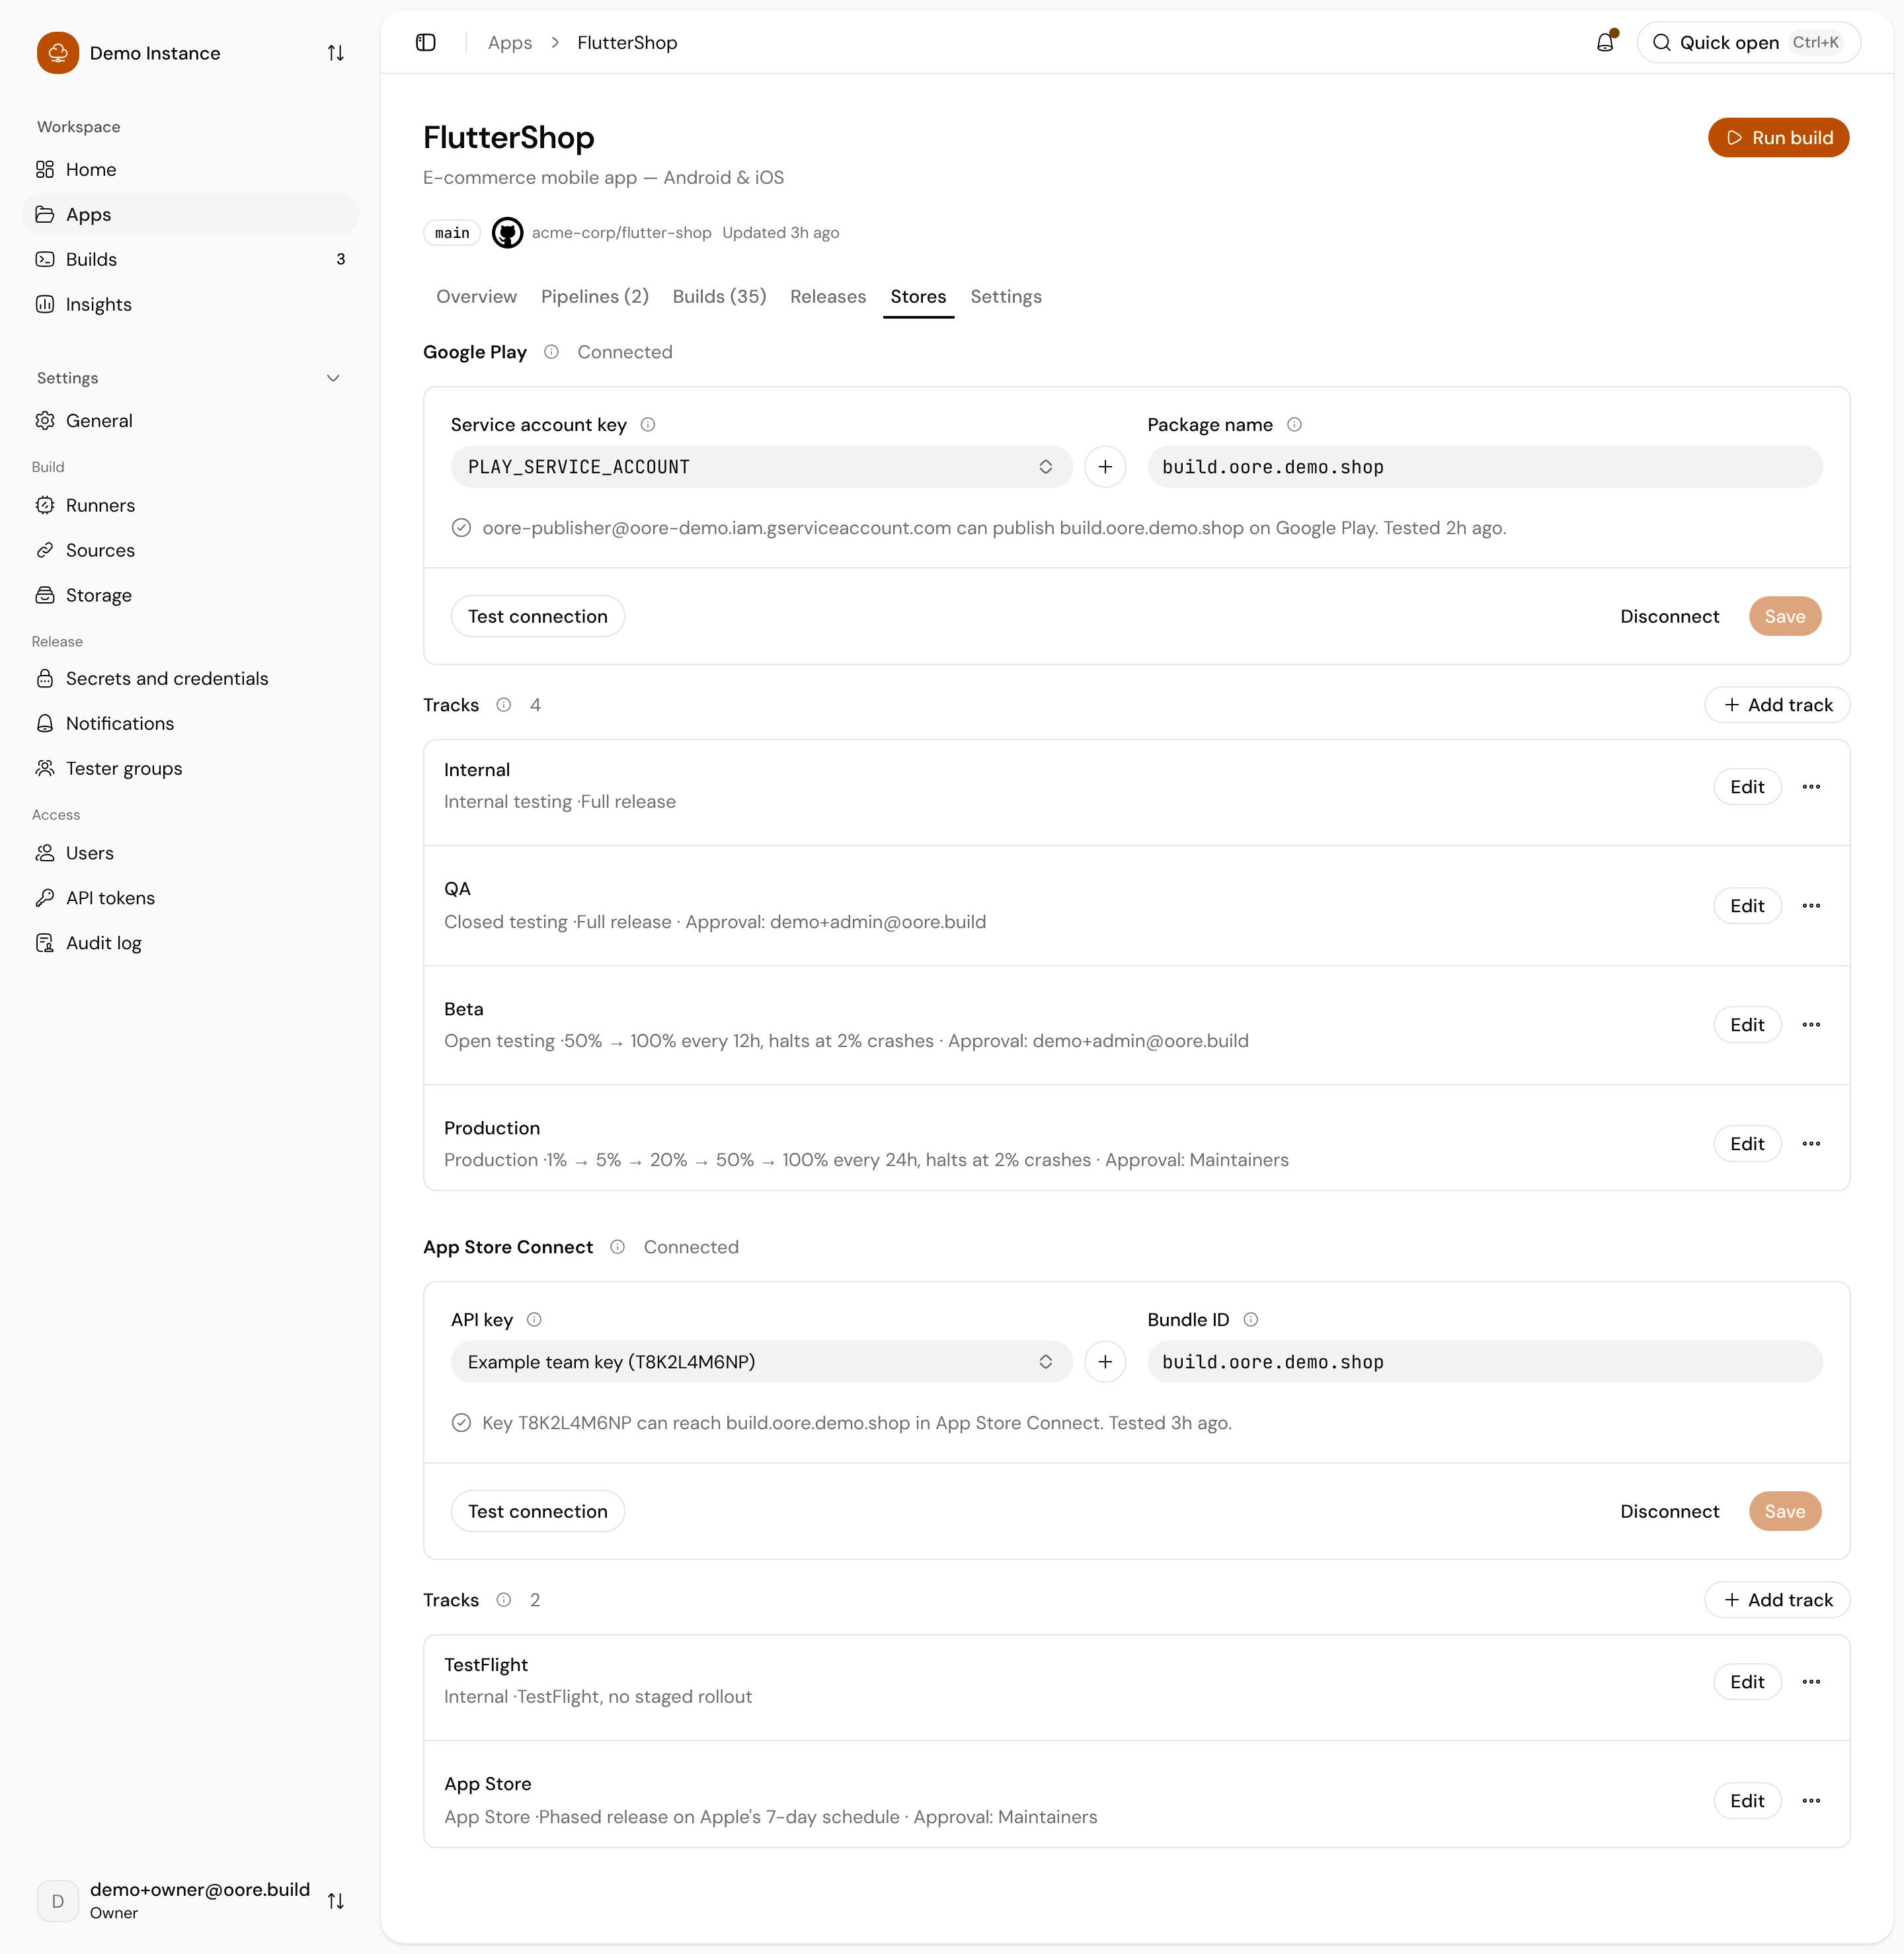 Demo Instance
Workspace
Home
Apps
Builds 3
Insights
Settings
General
Build
Runners
Sources
Storage
Release
Secrets and credentials
Notifications
Tester groups
Access
Users
API tokens
Audit log
D
demo+owner@oore.build
Owner
Apps > FlutterShop
Quick open Ctrl+K
FlutterShop
Run build
E-commerce mobile app — Android & iOS
main acme-corp/flutter-shop Updated 3h ago
Overview Pipelines (2) Builds (35) Releases Stores Settings
Google Play Connected
Service account key Package name
PLAY_SERVICE_ACCOUNT build.oore.demo.shop
oore-publisher@oore-demo.iam.gserviceaccount.com can publish build.oore.demo.shop on Google Play. Tested 2h ago.
Test connection Disconnect Save
Tracks 4 Add track
Internal
Internal testing ·Full release
Edit
QA
Closed testing ·Full release · Approval: demo+admin@oore.build
Edit
Beta
Open testing ·50% → 100% every 12h, halts at 2% crashes · Approval: demo+admin@oore.build
Edit
Production
Production ·1% → 5% → 20% → 50% → 100% every 24h, halts at 2% crashes · Approval: Maintainers
Edit
App Store Connect Connected
API key Bundle ID
Example team key (T8K2L4M6NP) build.oore.demo.shop
Key T8K2L4M6NP can reach build.oore.demo.shop in App Store Connect. Tested 3h ago.
Test connection Disconnect Save
Tracks 2 Add track
TestFlight
Internal ·TestFlight, no staged rollout
Edit
App Store
App Store ·Phased release on Apple's 7-day schedule · Approval: Maintainers
Edit